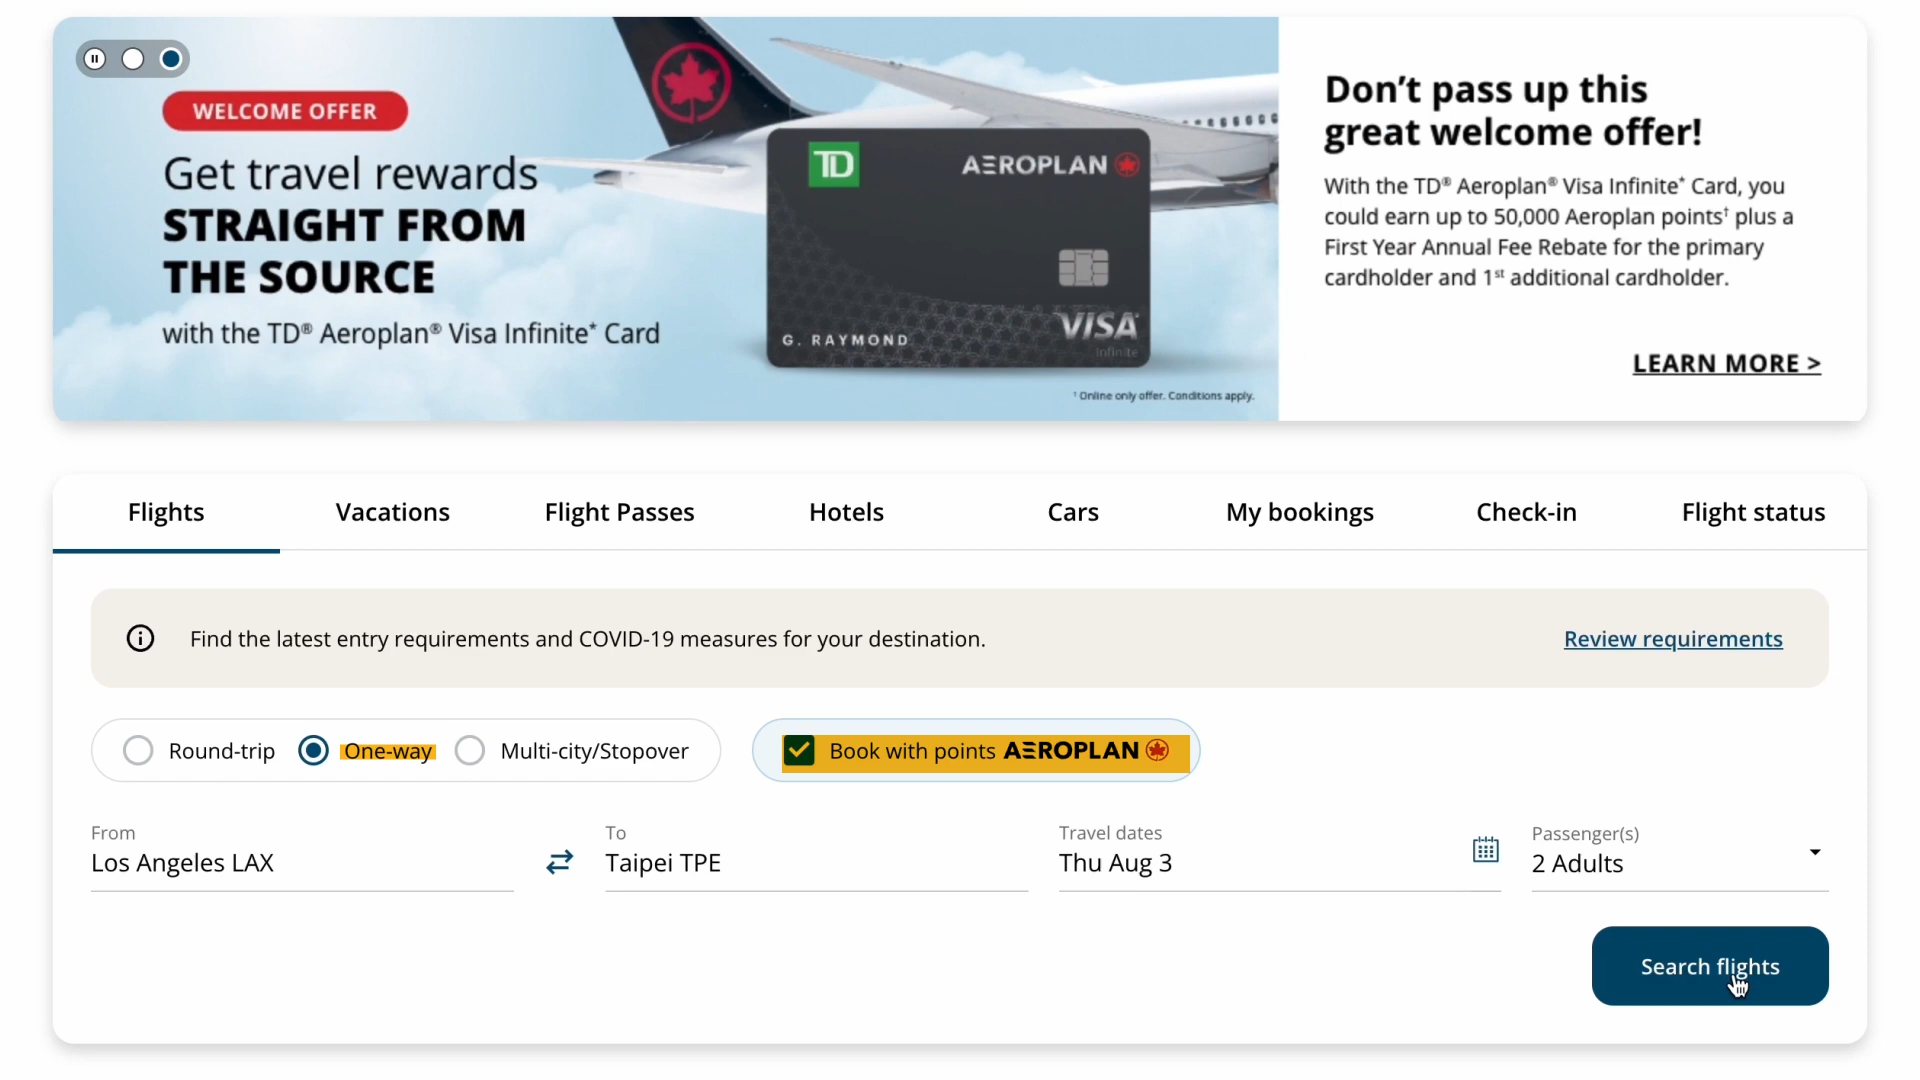 WELCOME OFFER
Get travel rewards
STRAIGHT FROM
THE SOURCE
with the TD® Aeroplan® Visa Infinite* Card
TD
AEROPLAN
G. RAYMOND
VISA
Infinite
† Online only offer. Conditions apply.
Don't pass up this
great welcome offer!
With the TD® Aeroplan® Visa Infinite* Card, you
could earn up to 50,000 Aeroplan points† plus a
First Year Annual Fee Rebate for the primary
cardholder and 1st additional cardholder.
LEARN MORE >
Flights Vacations Flight Passes Hotels Cars My bookings Check-in Flight status
Find the latest entry requirements and COVID-19 measures for your destination. Review requirements
Round-trip One-way Multi-city/Stopover Book with points AEROPLAN
From To Travel dates Passenger(s)
Los Angeles LAX Taipei TPE Thu Aug 3 2 Adults
Search flights